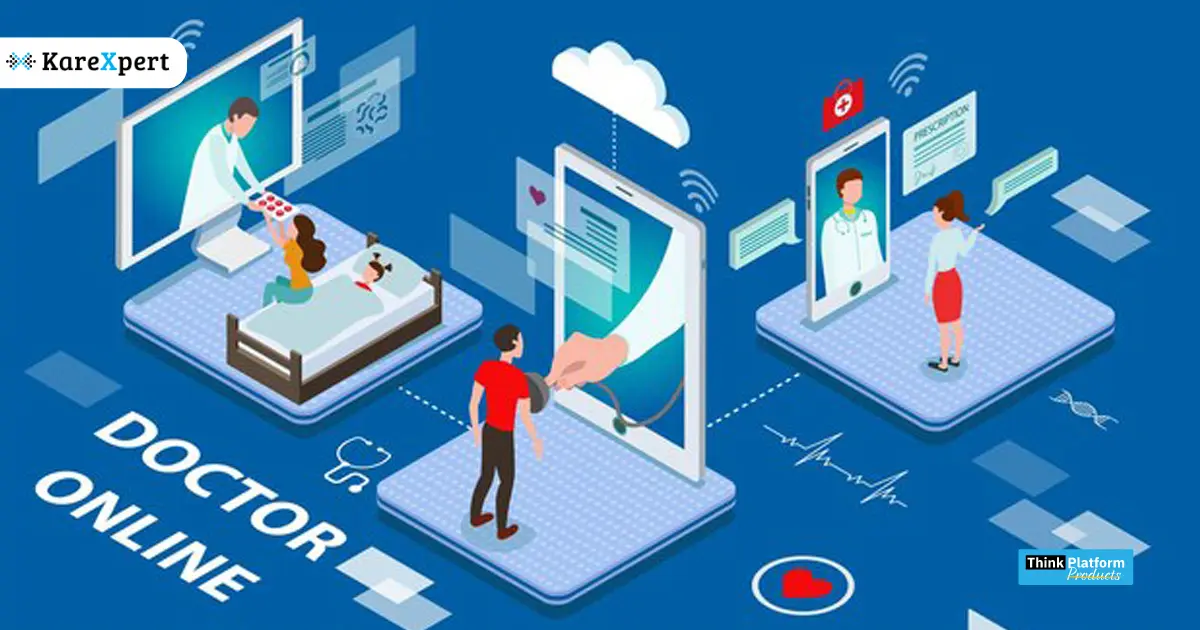 KareXpert
PRESCRIPTION
DOCTOR
ONLINE
Think Platform
Products